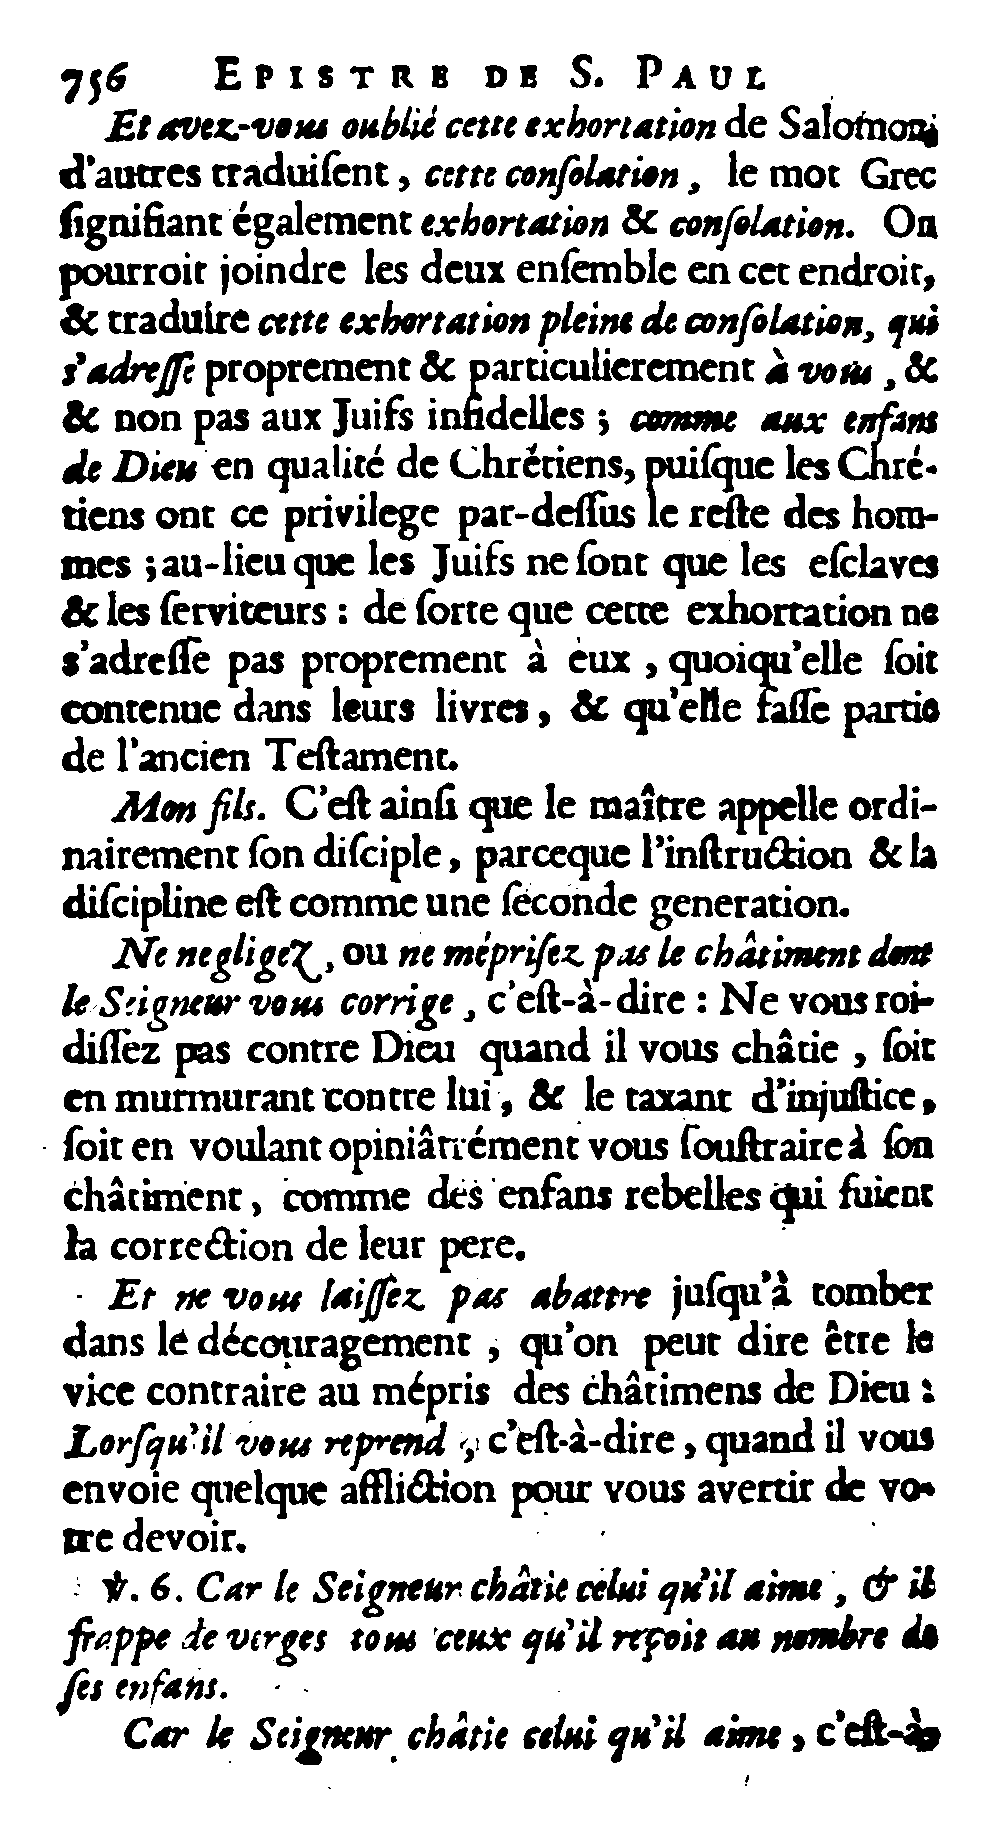 756 EPISTRE DE S. PAUL
Et avez-vous oublié cette exhortation de Salomon;
d'autres traduiſent, cette conſolation, le mot Grec
ſignifiant également exhortation & conſolation. On
pourroit joindre les deux enſemble en cet endroit,
& traduire cette exhortation pleine de conſolation, qui
s'adreſſe proprement & particulierement à vous, &
& non pas aux Juifs infidelles; comme aux enfans
de Dieu en qualité de Chrétiens, puiſque les Chré-
tiens ont ce privilege par-deſſus le reſte des hom-
mes; au-lieu que les Juifs ne ſont que les eſclaves
& les ſerviteurs: de ſorte que cette exhortation ne
s'adreſſe pas proprement à eux, quoiqu'elle ſoit
contenue dans leurs livres, & qu'elle faſſe partie
de l'ancien Teſtament.
Mon fils. C'eſt ainſi que le maître appelle ordi-
nairement ſon diſciple, parceque l'inſtruction & la
diſcipline eſt comme une ſeconde generation.
Ne negligez, ou ne mépriſez pas le châtiment dont
le Seigneur vous corrige, c'eſt-à-dire: Ne vous roi-
diſſez pas contre Dieu quand il vous châtie, ſoit
en murmurant contre lui, & le taxant d'injuſtice,
ſoit en voulant opiniâtrément vous ſouſtraire à ſon
châtiment, comme des enfans rebelles qui fuient
la correction de leur pere.
Et ne vous laiſſez pas abattre juſqu'à tomber
dans le découragement, qu'on peut dire être le
vice contraire au mépris des châtimens de Dieu:
Lorſqu'il vous reprend, c'eſt-à-dire, quand il vous
envoie quelque affliction pour vous avertir de vo-
tre devoir.
℣. 6. Car le Seigneur châtie celui qu'il aime, & il
frappe de verges tous ceux qu'il reçoit au nombre de
ſes enfans.
Car le Seigneur châtie celui qu'il aime, c'eſt-à-